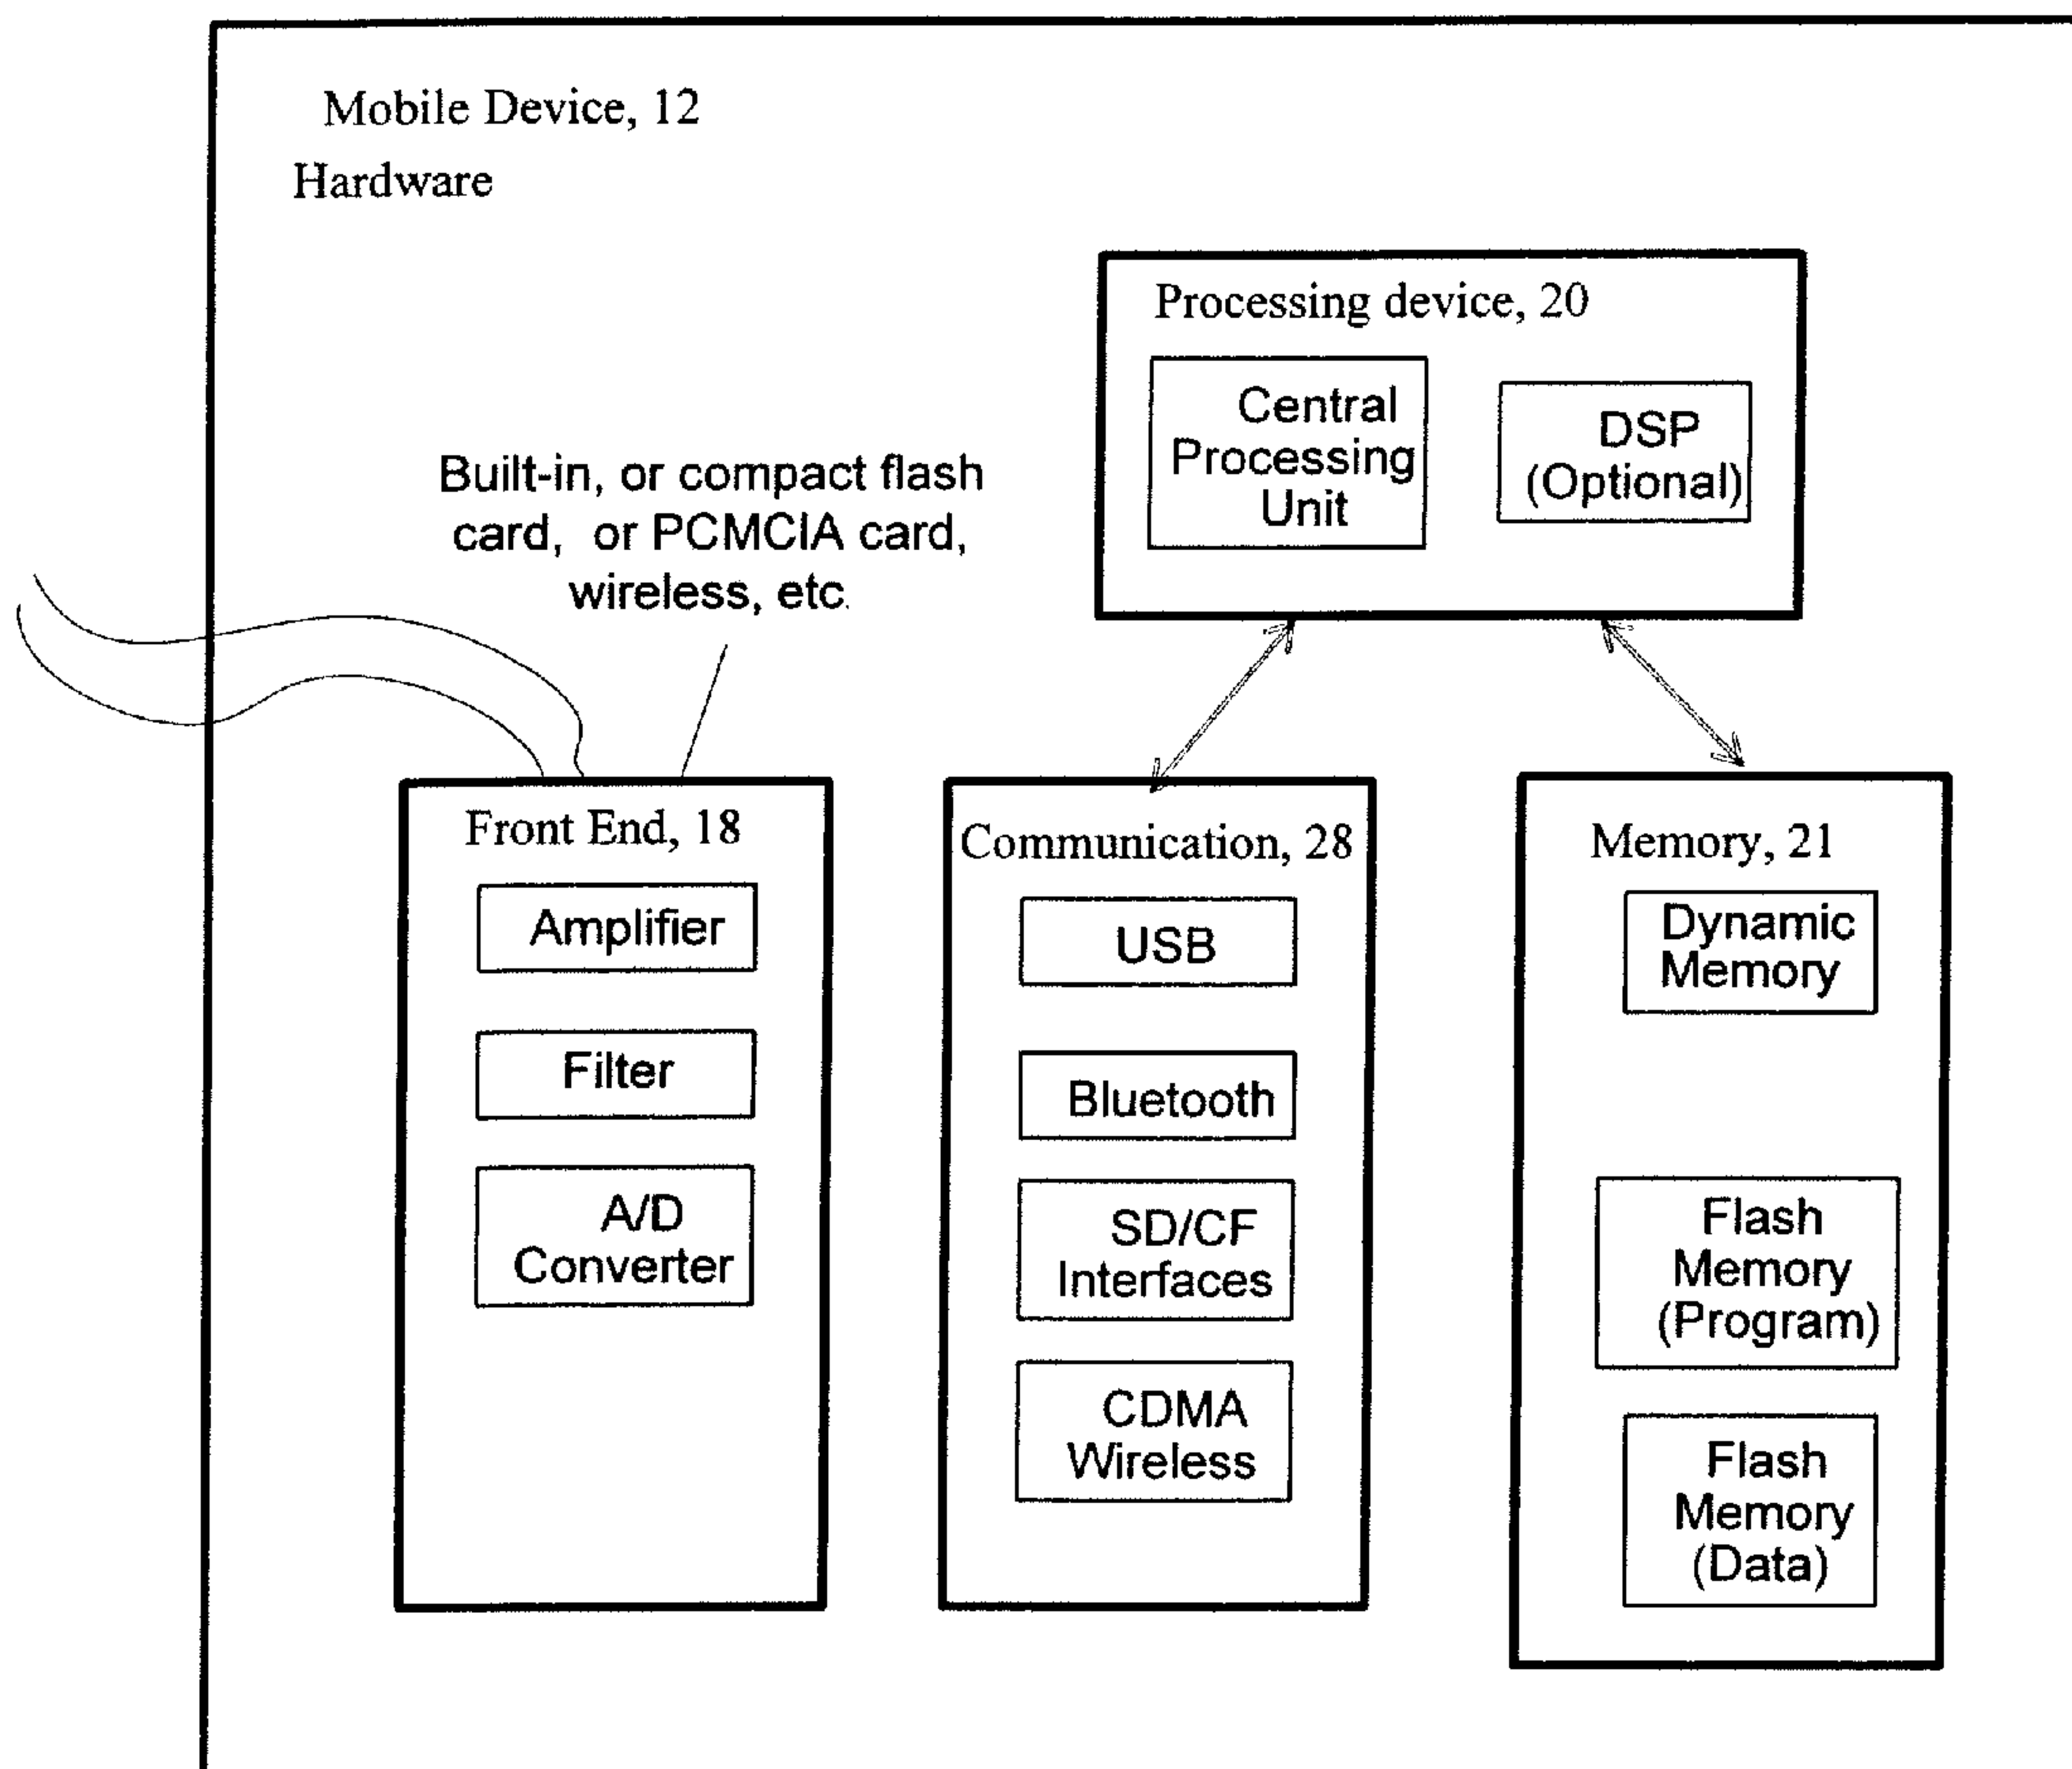 Mobile Device, 12
Hardware
Processing device, 20
Central
Processing
Unit
DSP
(Optional)
Built-in, or compact flash
card, or PCMCIA card,
wireless, etc.
Front End, 18
Amplifier
Filter
A/D
Converter
Communication, 28
USB
Bluetooth
SD/CF
Interfaces
CDMA
Wireless
Memory, 21
Dynamic
Memory
Flash
Memory
(Program)
Flash
Memory
(Data)